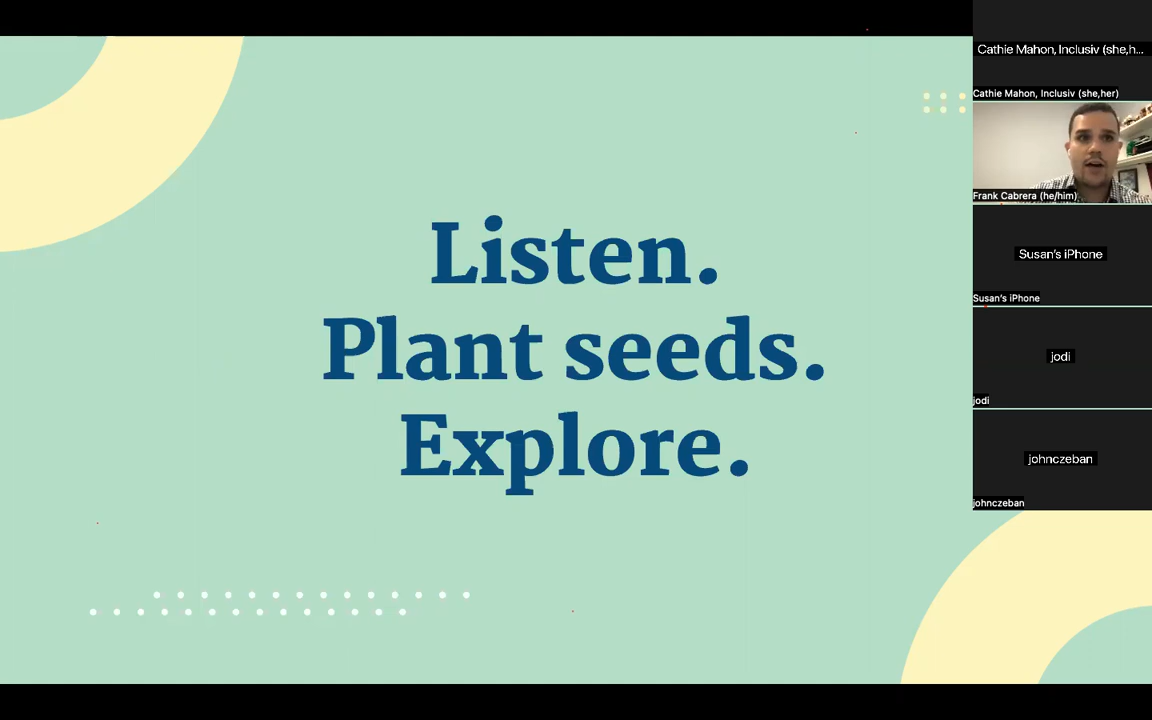 Listen.
Plant seeds.
Explore.
Cathie Mahon, Inclusiv (she,h...
Cathie Mahon, Inclusiv (she,her)
Frank Cabrera (he/him)
Susan's iPhone
Susan's iPhone
jodi
jodi
johnczeban
johnczeban